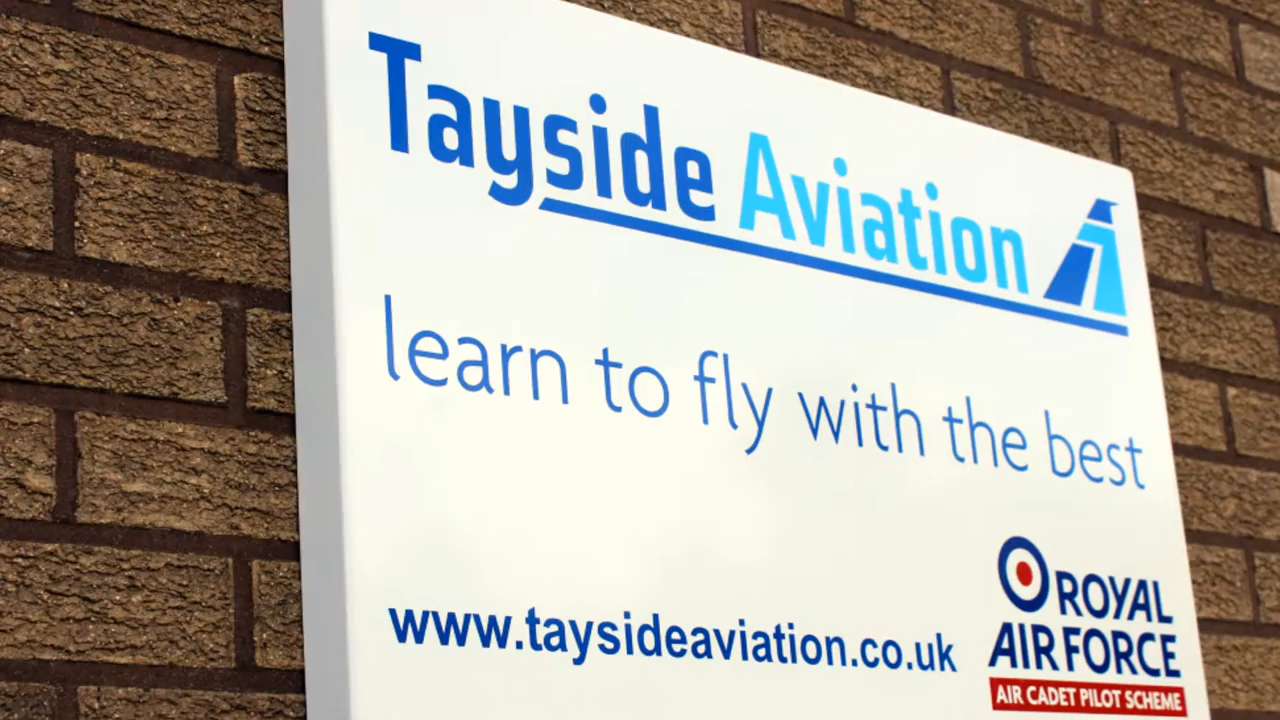 Tayside Aviation
learn to fly with the best
www.taysideaviation.co.uk
ROYAL
AIR FORCE
AIR CADET PILOT SCHEME